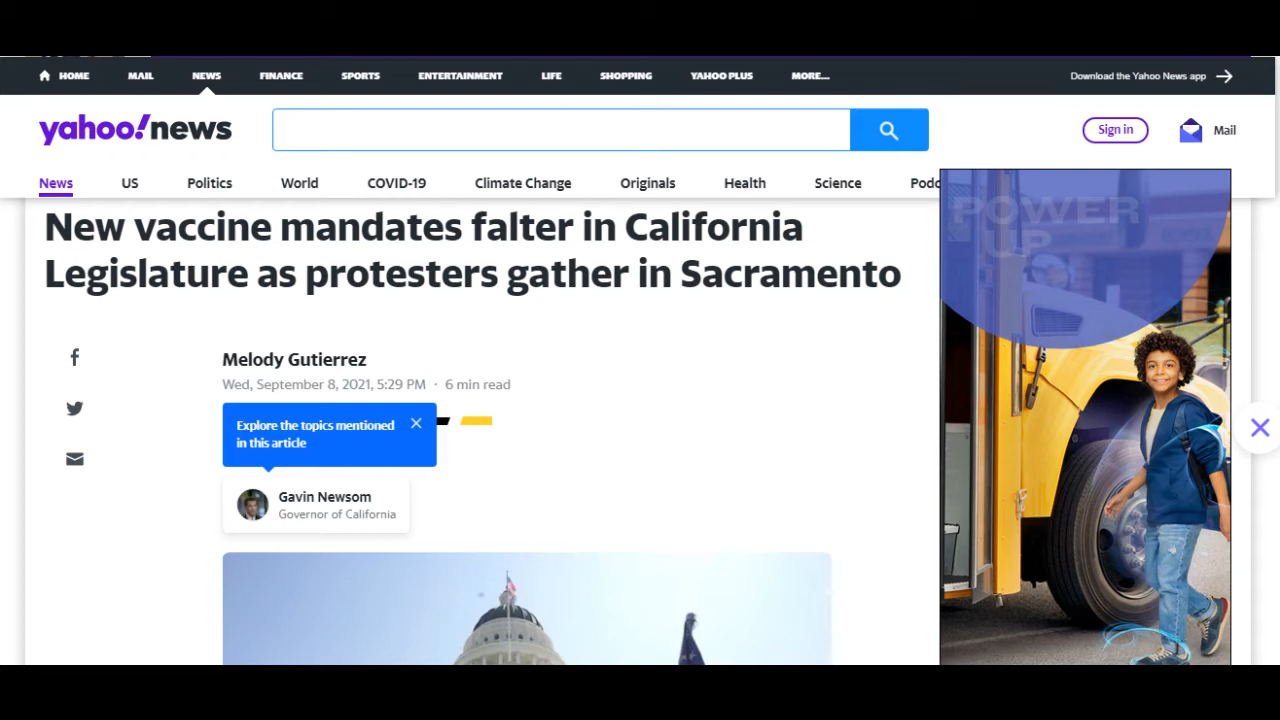 HOME MAIL NEWS FINANCE SPORTS ENTERTAINMENT LIFE SHOPPING YAHOO PLUS MORE... Download the Yahoo News app
yahoo!news
Sign in Mail
News US Politics World COVID-19 Climate Change Originals Health Science Podc
POWER
UP
New vaccine mandates falter in California
Legislature as protesters gather in Sacramento
Melody Gutierrez
Wed, September 8, 2021, 5:29 PM · 6 min read
Explore the topics mentioned
in this article
Gavin Newsom
Governor of California